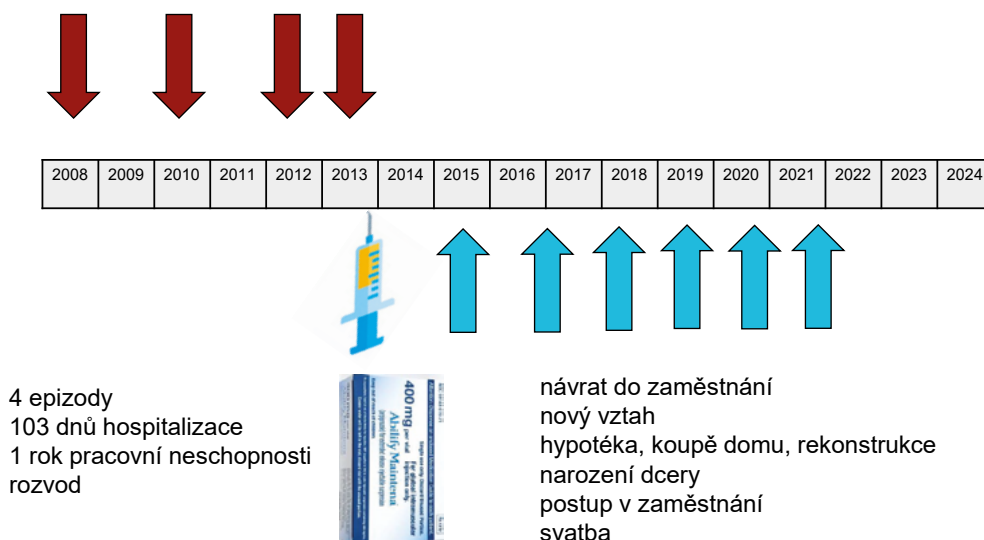 2008 2009 2010 2011 2012 2013 2014 2015 2016 2017 2018 2019 2020 2021 2022 2023 2024
4 epizody
103 dnů hospitalizace
1 rok pracovní neschopnosti
rozvod
400 mg per vial
Abilify Maintena
návrat do zaměstnání
nový vztah
hypotéka, koupě domu, rekonstrukce
narození dcery
postup v zaměstnání
svatba